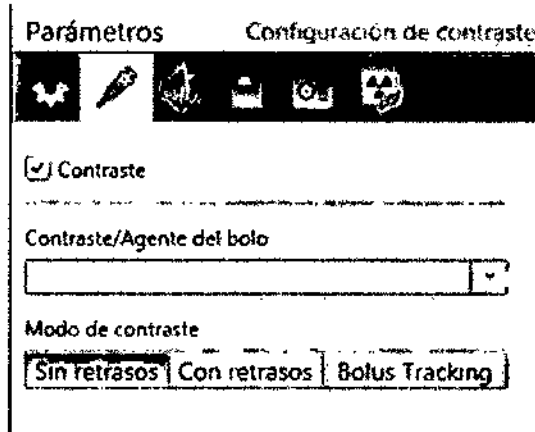 Parámetros Configuración de contraste
Contraste
Contraste/Agente del bolo
Modo de contraste
Sin retrasos Con retrasos Bolus Tracking